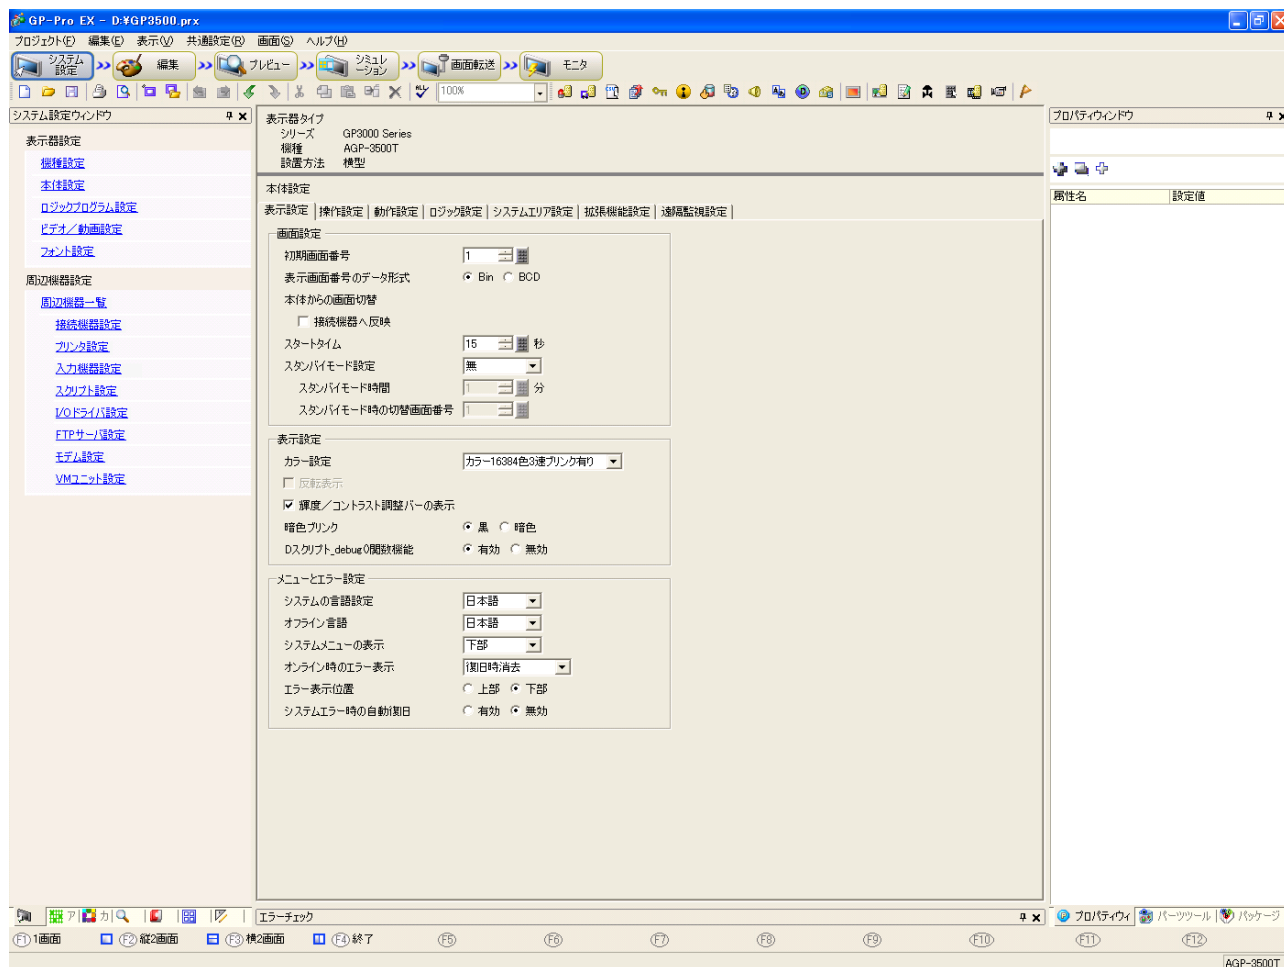 GP-Pro EX - D:¥GP3500.prx
プロジェクト(F) 編集(E) 表示(V) 共通設定(R) 画面(S) ヘルプ(H)
システム設定 編集 プレビュー シミュレーション 画面転送 モニタ
100%
システム設定ウィンドウ
表示器設定
機種設定
本体設定
ロジックプログラム設定
ビデオ／動画設定
フォント設定
周辺機器設定
周辺機器一覧
接続機器設定
プリンタ設定
入力機器設定
スクリプト設定
I/Oドライバ設定
FTPサーバ設定
モデム設定
VMユニット設定
表示器タイプ
シリーズ GP3000 Series
機種 AGP-3500T
設置方法 横型
本体設定
表示設定 操作設定 動作設定 ロジック設定 システムエリア設定 拡張機能設定 遠隔監視設定
画面設定
初期画面番号 1
表示画面番号のデータ形式 Bin BCD
本体からの画面切替
接続機器へ反映
スタートタイム 15 秒
スタンバイモード設定 無
スタンバイモード時間 1 分
スタンバイモード時の切替画面番号 1
表示設定
カラー設定 カラー16384色3速ブリンク有り
反転表示
輝度／コントラスト調整バーの表示
暗色ブリンク 黒 暗色
Dスクリプト_debug()関数機能 有効 無効
メニューとエラー設定
システムの言語設定 日本語
オフライン言語 日本語
システムメニューの表示 下部
オンライン時のエラー表示 復旧時消去
エラー表示位置 上部 下部
システムエラー時の自動復旧 有効 無効
プロパティウィンドウ
属性名 設定値
ア カ
エラーチェック
プロパティウィ パーツツール パッケージ
F1 1画面 F2 縦2画面 F3 横2画面 F4 終了 F5 F6 F7 F8 F9 F10 F11 F12
AGP-3500T